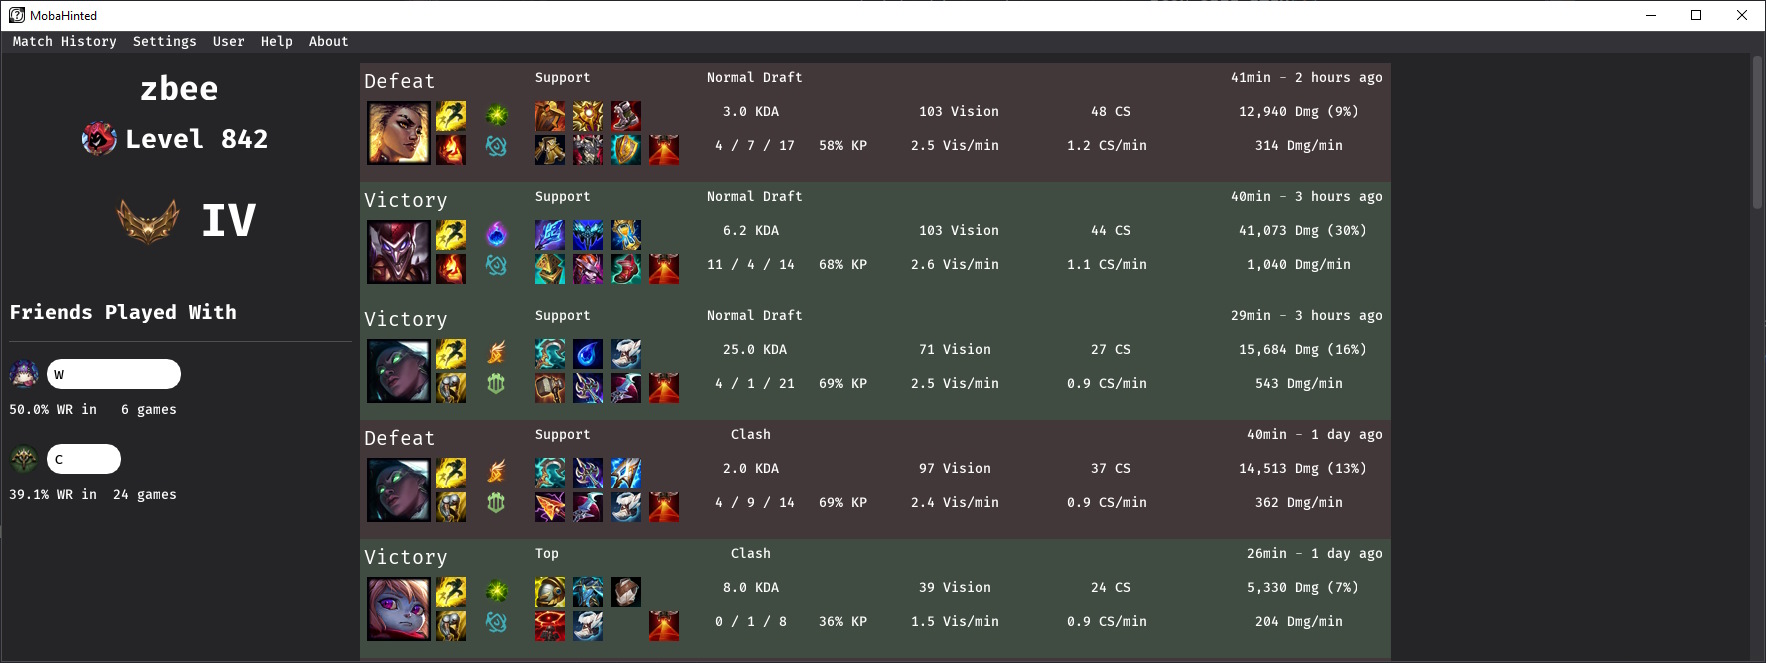 MobaHinted
Match History Settings User Help About
zbee
Level 842
IV
Friends Played With
W
50.0% WR in 6 games
C
39.1% WR in 24 games
Defeat Support Normal Draft 41min - 2 hours ago
3.0 KDA 103 Vision 48 CS 12,940 Dmg (9%)
4 / 7 / 17 58% KP 2.5 Vis/min 1.2 CS/min 314 Dmg/min
Victory Support Normal Draft 40min - 3 hours ago
6.2 KDA 103 Vision 44 CS 41,073 Dmg (30%)
11 / 4 / 14 68% KP 2.6 Vis/min 1.1 CS/min 1,040 Dmg/min
Victory Support Normal Draft 29min - 3 hours ago
25.0 KDA 71 Vision 27 CS 15,684 Dmg (16%)
4 / 1 / 21 69% KP 2.5 Vis/min 0.9 CS/min 543 Dmg/min
Defeat Support Clash 40min - 1 day ago
2.0 KDA 97 Vision 37 CS 14,513 Dmg (13%)
4 / 9 / 14 69% KP 2.4 Vis/min 0.9 CS/min 362 Dmg/min
Victory Top Clash 26min - 1 day ago
8.0 KDA 39 Vision 24 CS 5,330 Dmg (7%)
0 / 1 / 8 36% KP 1.5 Vis/min 0.9 CS/min 204 Dmg/min